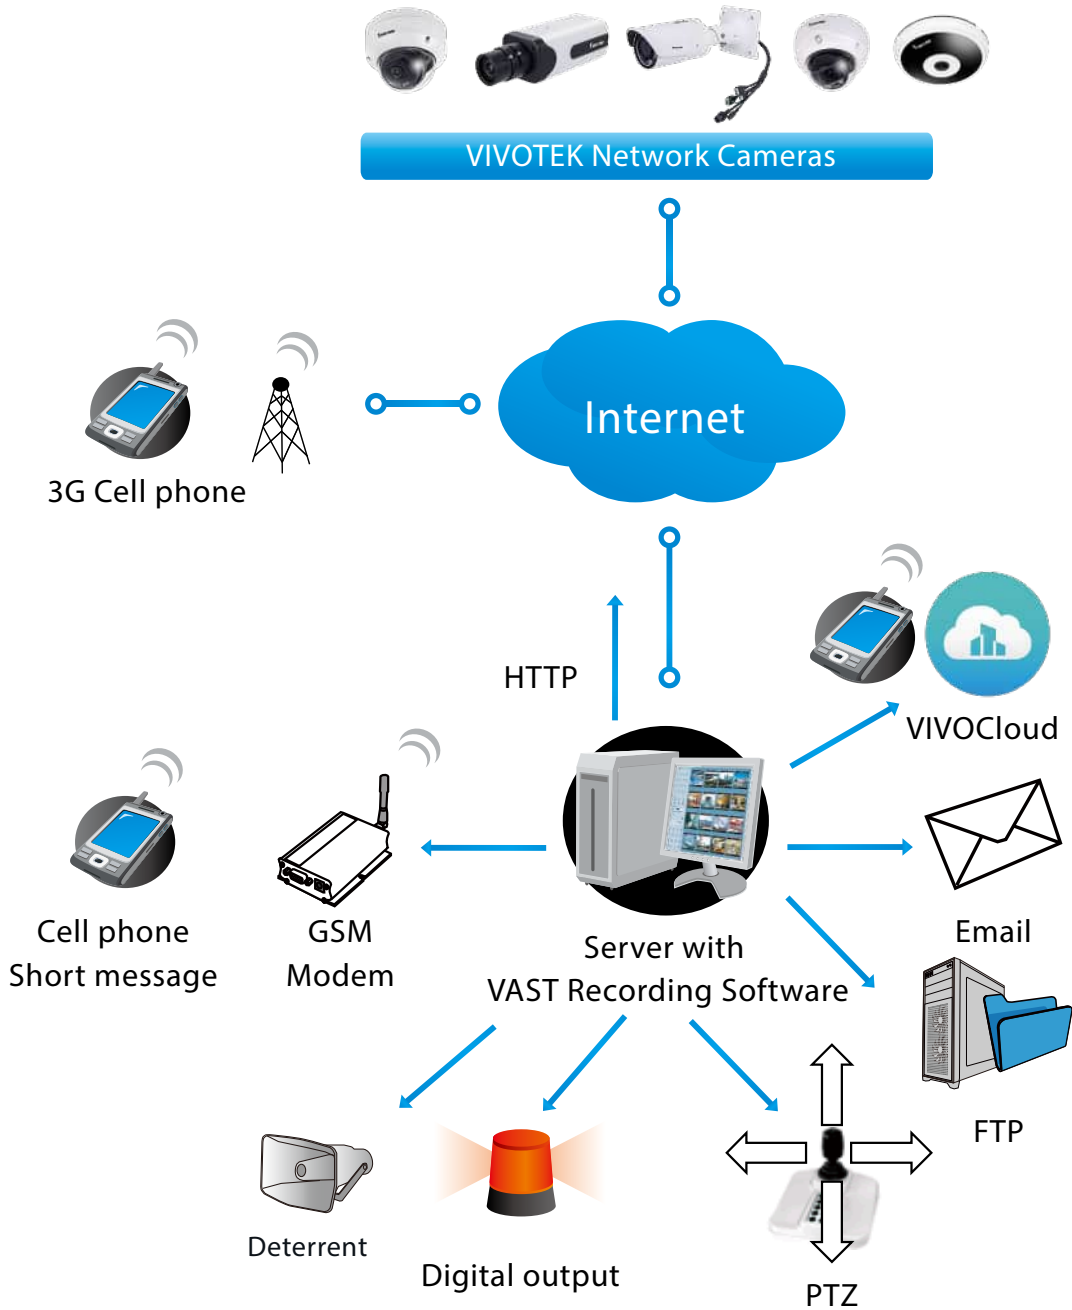 VIVOTEK Network Cameras
Internet
3G Cell phone
HTTP
VIVOCloud
Cell phone
Short message
GSM
Modem
Server with
VAST Recording Software
Email
FTP
Deterrent
Digital output
PTZ